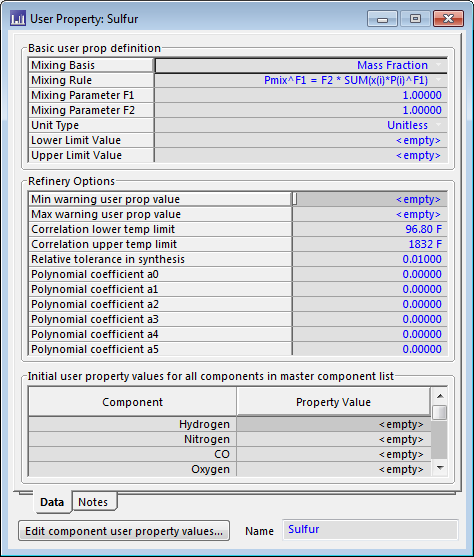 User Property: Sulfur
Basic user prop definition
Mixing Basis Mass Fraction
Mixing Rule Pmix^F1 = F2 * SUM(x(i)*P(i)^F1)
Mixing Parameter F1 1.00000
Mixing Parameter F2 1.00000
Unit Type Unitless
Lower Limit Value <empty>
Upper Limit Value <empty>
Refinery Options
Min warning user prop value <empty>
Max warning user prop value <empty>
Correlation lower temp limit 96.80 F
Correlation upper temp limit 1832 F
Relative tolerance in synthesis 0.01000
Polynomial coefficient a0 0.00000
Polynomial coefficient a1 0.00000
Polynomial coefficient a2 0.00000
Polynomial coefficient a3 0.00000
Polynomial coefficient a4 0.00000
Polynomial coefficient a5 0.00000
Initial user property values for all components in master component list
Component Property Value
Hydrogen <empty>
Nitrogen <empty>
CO <empty>
Oxygen <empty>
Data Notes
Edit component user property values... Name Sulfur